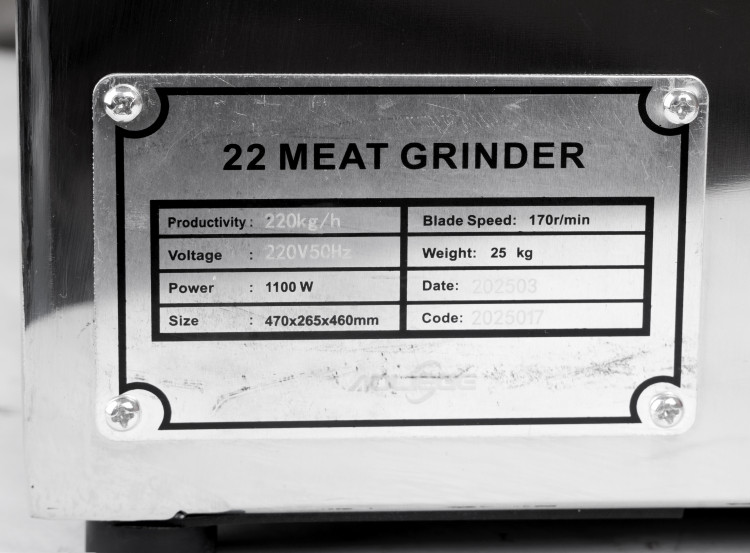 22 MEAT GRINDER
Productivity : 220kg/h
Blade Speed: 170r/min
Voltage : 220V50Hz
Weight: 25 kg
Power : 1100 W
Date: 202503
Size : 470x265x460mm
Code: 2025017